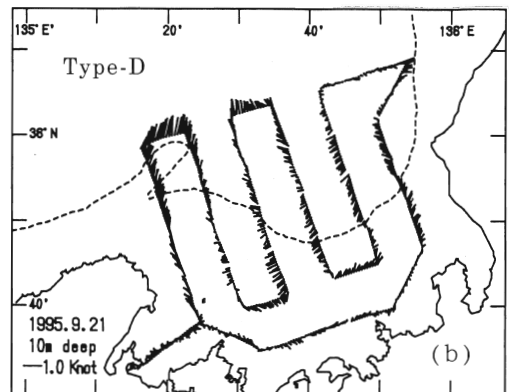 135°E' 20' 40' 136°E'
Type-D
36°N
40'
1995.9.21
10m deep
—1.0 Knot
(b)